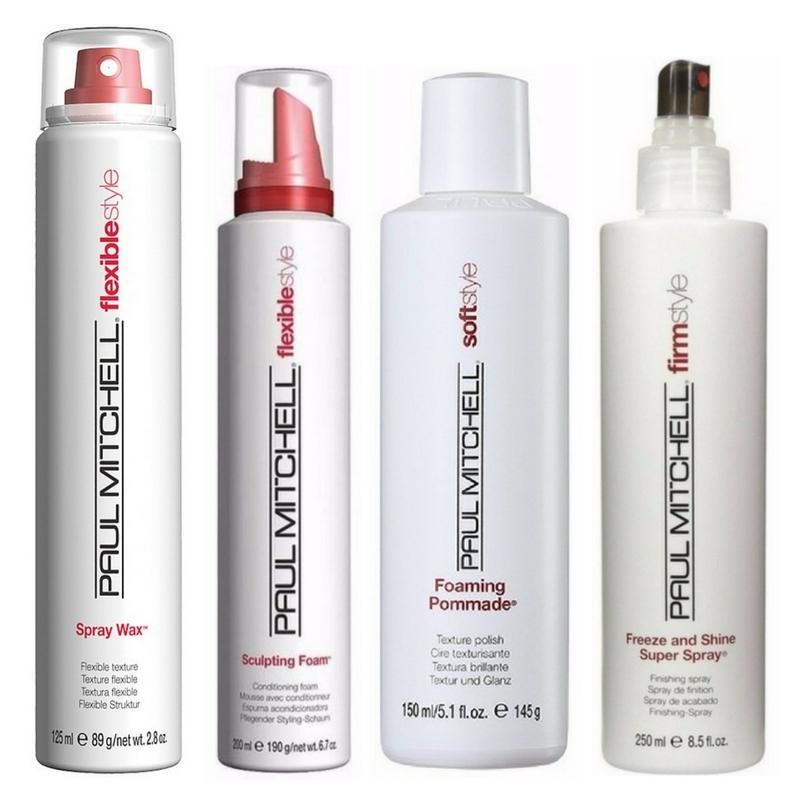 PAUL MITCHELL® flexiblestyle
Spray Wax™
Flexible texture
Texture flexible
Textura flexible
Flexible Struktur
125 ml ℮ 89 g/net wt. 2.8 oz.
PAUL MITCHELL® flexiblestyle
Sculpting Foam™
Conditioning foam
Mousse avec conditionneur
Espuma acondicionadora
Pflegender Styling-Schaum
200 ml ℮ 190 g/net wt. 6.7 oz.
PAUL
PAUL MITCHELL® softstyle
Foaming
Pommade®
Texture polish
Cire texturisante
Textura brillante
Textur und Glanz
150 ml/5.1 fl. oz. ℮ 145 g
PAUL MITCHELL® firmstyle
Freeze and Shine
Super Spray®
Finishing spray
Spray de finition
Spray de acabado
Finishing-Spray
250 ml ℮ 8.5 fl. oz.